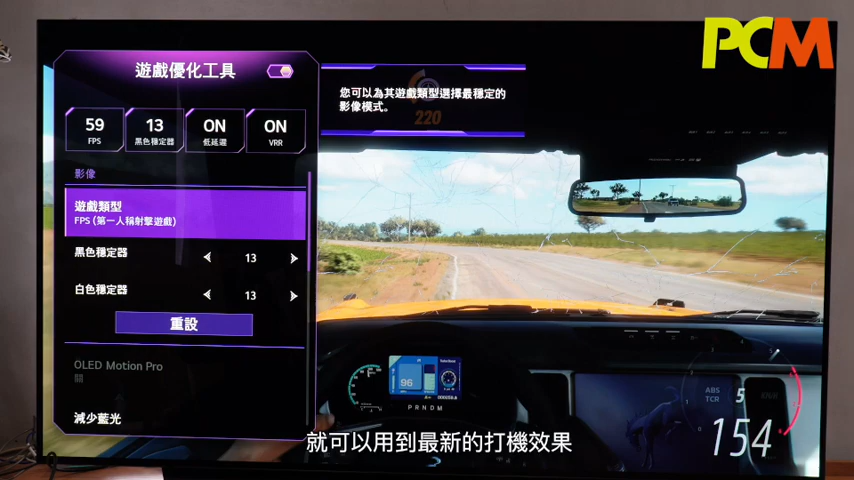 PCM
遊戲優化工具
59
FPS
13
黑色穩定器
ON
低延遲
ON
VRR
您可以為其遊戲類型選擇最穩定的
影像模式。
220
影像
遊戲類型
FPS (第一人稱射擊遊戲)
黑色穩定器
13
白色穩定器
13
重設
OLED Motion Pro
關
減少藍光
96
PRNDM
ABS
TCR
5
154
就可以用到最新的打機效果